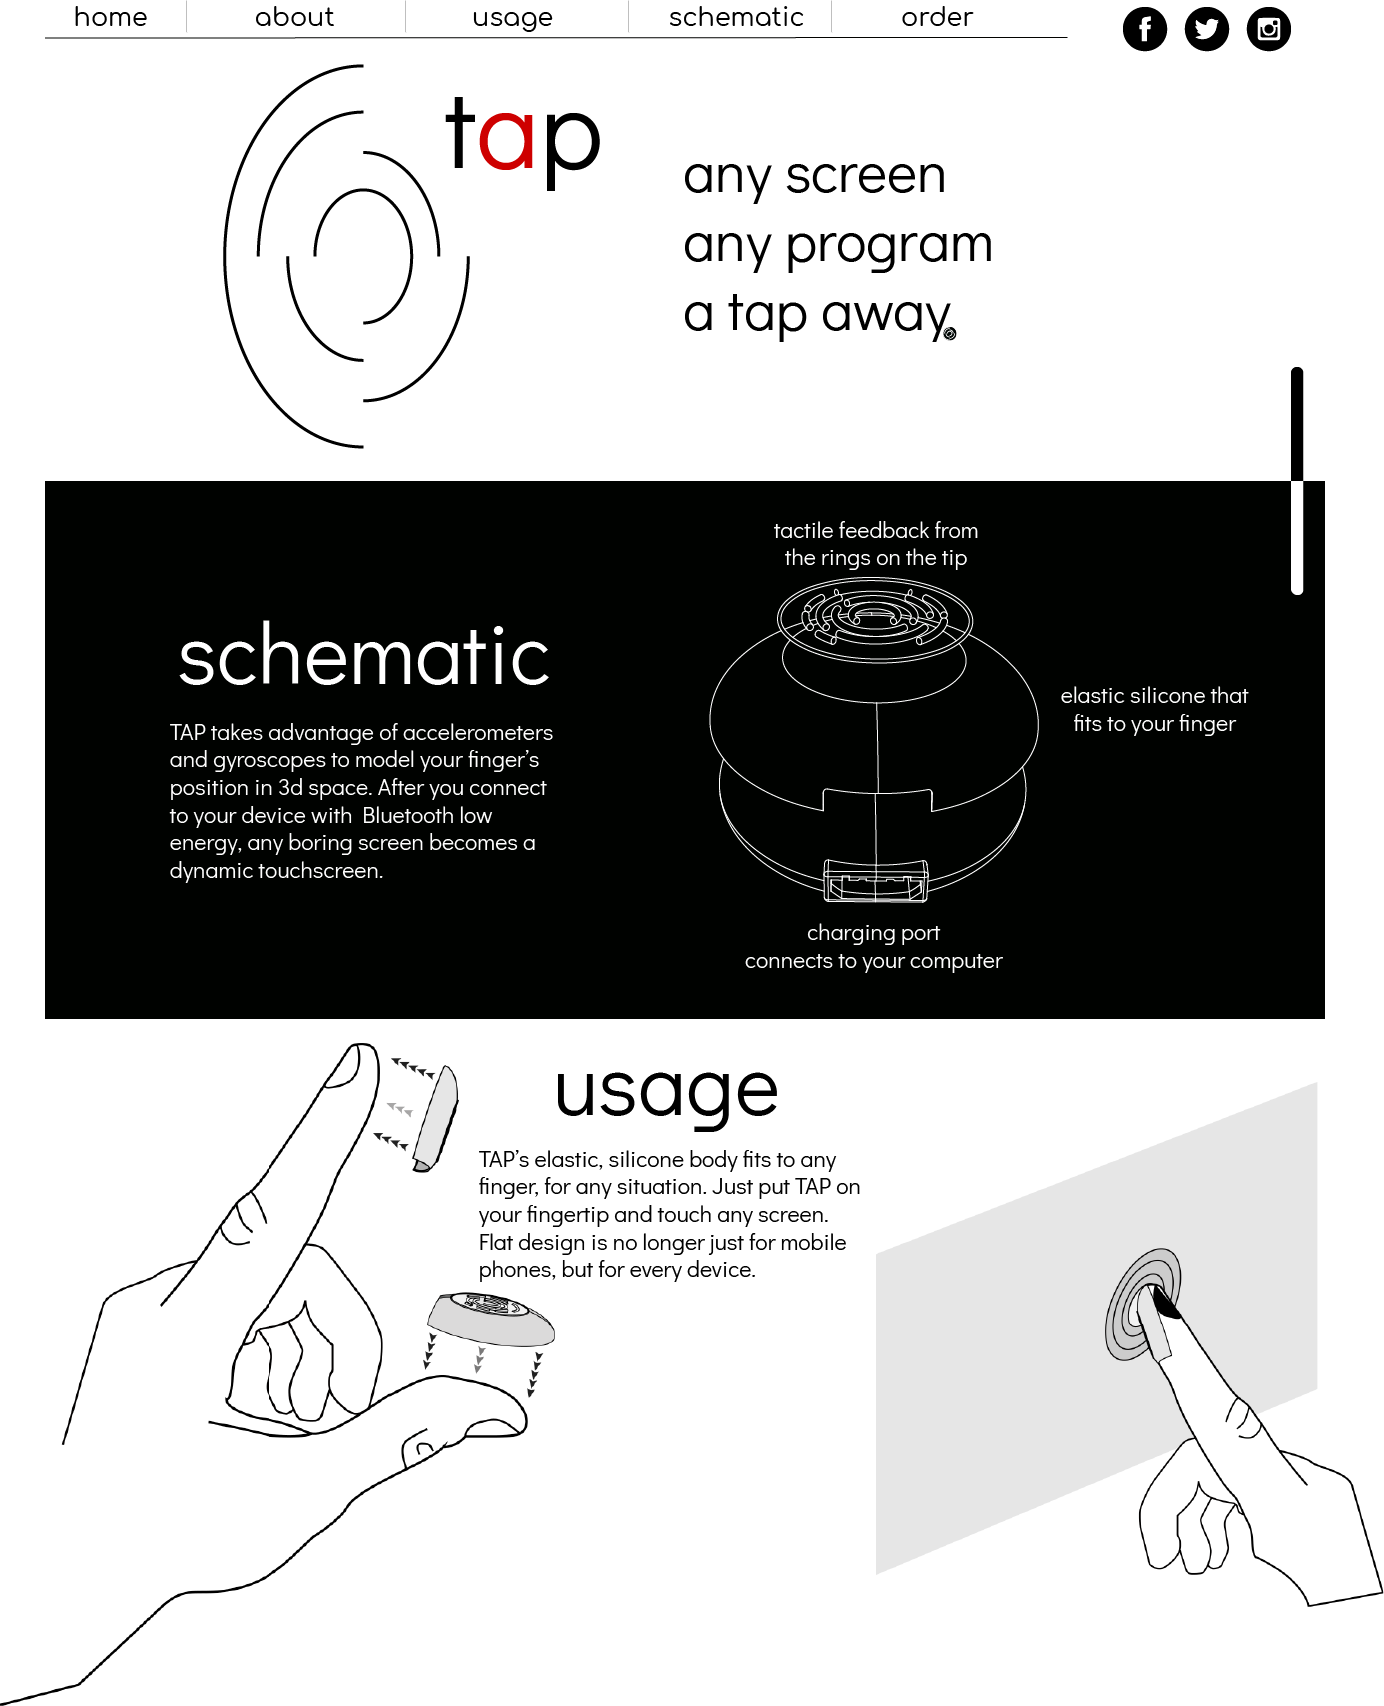 home about usage schematic order
tap
any screen
any program
a tap away
tactile feedback from
the rings on the tip
schematic
elastic silicone that
fits to your finger
TAP takes advantage of accelerometers
and gyroscopes to model your finger’s
position in 3d space. After you connect
to your device with  Bluetooth low
energy, any boring screen becomes a
dynamic touchscreen.
charging port
connects to your computer
usage
TAP’s elastic, silicone body fits to any
finger, for any situation. Just put TAP on
your fingertip and touch any screen.
Flat design is no longer just for mobile
phones, but for every device.